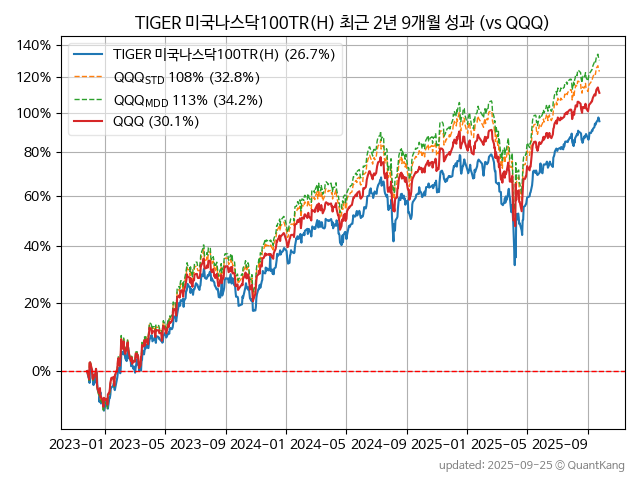 TIGER 미국나스닥100TR(H) 최근 2년 9개월 성과 (vs QQQ)
TIGER 미국나스닥100TR(H) (26.7%)
QQQSTD 108% (32.8%)
QQQMDD 113% (34.2%)
QQQ (30.1%)
140%
120%
100%
80%
60%
40%
20%
0%
2023-01 2023-05 2023-09 2024-01 2024-05 2024-09 2025-01 2025-05 2025-09
updated: 2025-09-25 © QuantKang